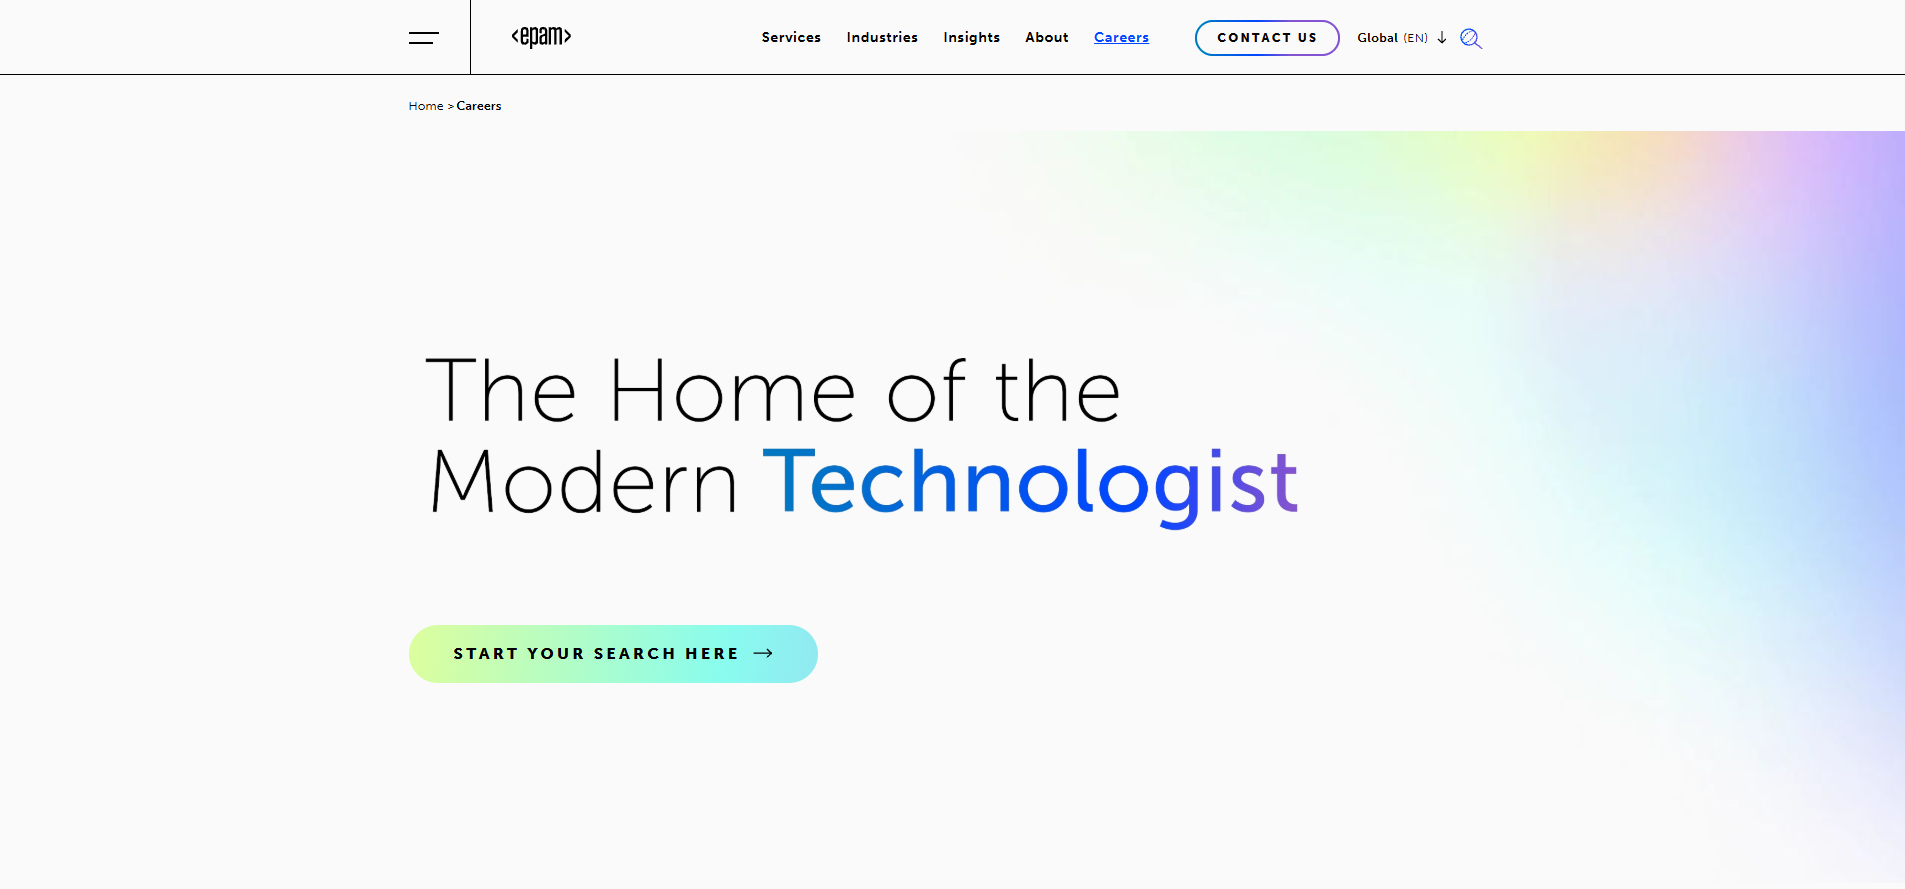 <epam>
Services Industries Insights About Careers
CONTACT US
Global (EN)
Home > Careers
The Home of the
Modern Technologist
START YOUR SEARCH HERE